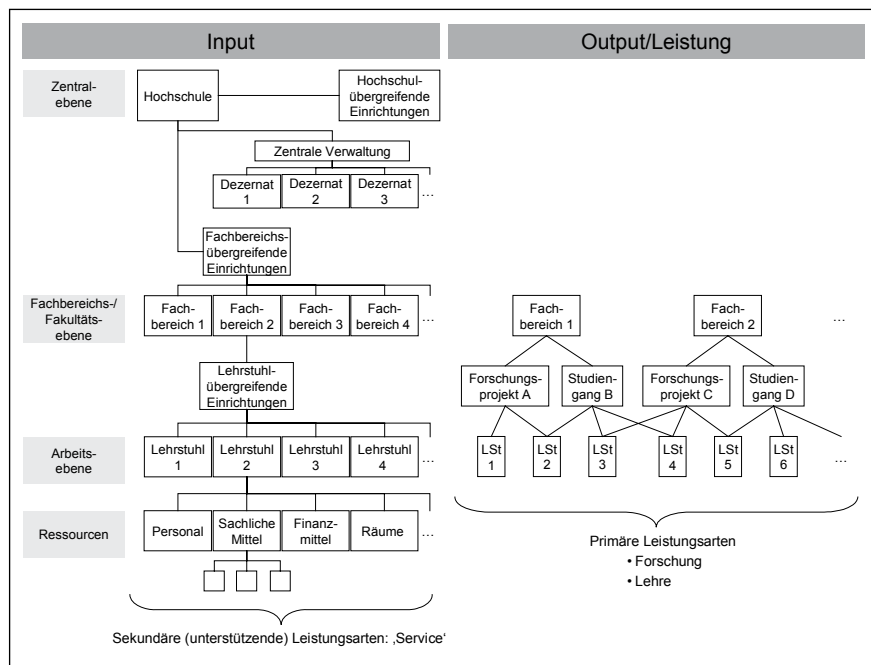 Input
Output/Leistung
Zentral-
ebene
Hochschule
Hochschul-
übergreifende
Einrichtungen
Zentrale Verwaltung
Dezernat
1
Dezernat
2
Dezernat
3
...
Fachbereichs-
übergreifende
Einrichtungen
Fachbereichs-/
Fakultäts-
ebene
Fach-
bereich 1
Fach-
bereich 2
Fach-
bereich 3
Fach-
bereich 4
...
Fach-
bereich 1
Fach-
bereich 2
...
Lehrstuhl-
übergreifende
Einrichtungen
Forschungs-
projekt A
Studien-
gang B
Forschungs-
projekt C
Studien-
gang D
Arbeits-
ebene
Lehrstuhl
1
Lehrstuhl
2
Lehrstuhl
3
Lehrstuhl
4
...
LSt
1
LSt
2
LSt
3
LSt
4
LSt
5
LSt
6
...
Ressourcen
Personal
Sachliche
Mittel
Finanz-
mittel
Räume
...
Primäre Leistungsarten
• Forschung
• Lehre
Sekundäre (unterstützende) Leistungsarten: ‚Service‘